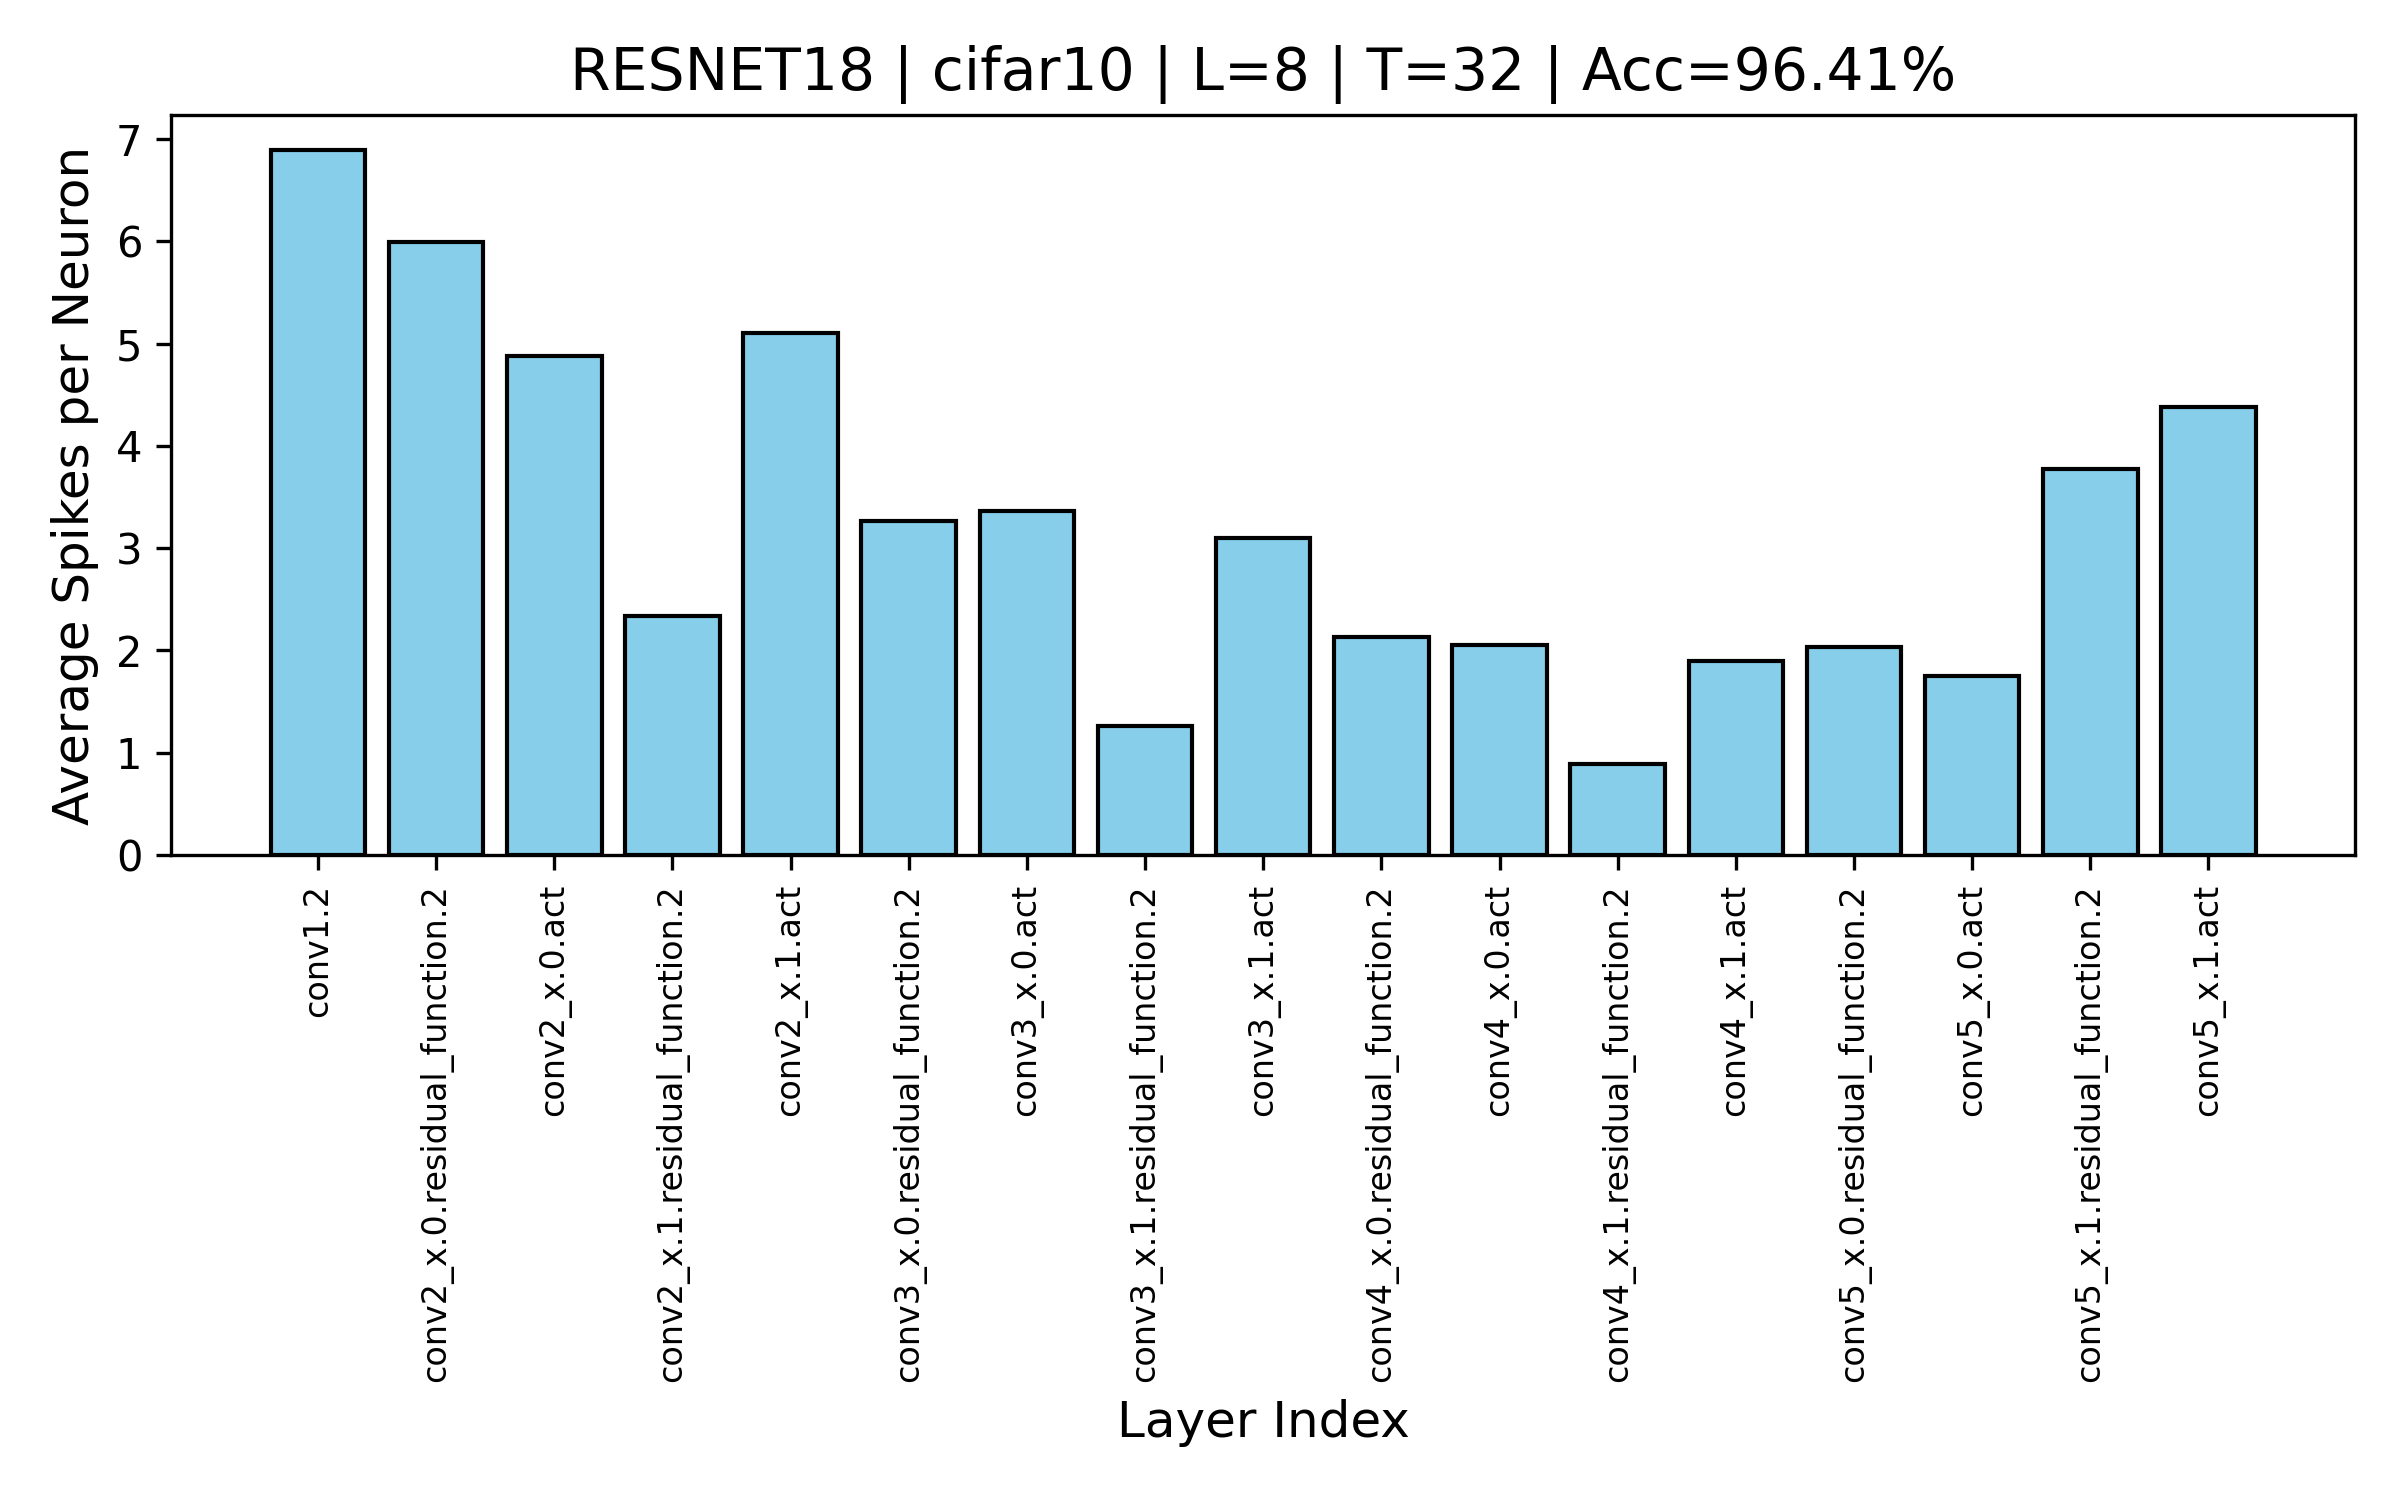 RESNET18 | cifar10 | L=8 | T=32 | Acc=96.41%
Average Spikes per Neuron
7
6
5
4
3
2
1
0
conv1.2
conv2_x.0.residual_function.2
conv2_x.0.act
conv2_x.1.residual_function.2
conv2_x.1.act
conv3_x.0.residual_function.2
conv3_x.0.act
conv3_x.1.residual_function.2
conv3_x.1.act
conv4_x.0.residual_function.2
conv4_x.0.act
conv4_x.1.residual_function.2
conv4_x.1.act
conv5_x.0.residual_function.2
conv5_x.0.act
conv5_x.1.residual_function.2
conv5_x.1.act
Layer Index